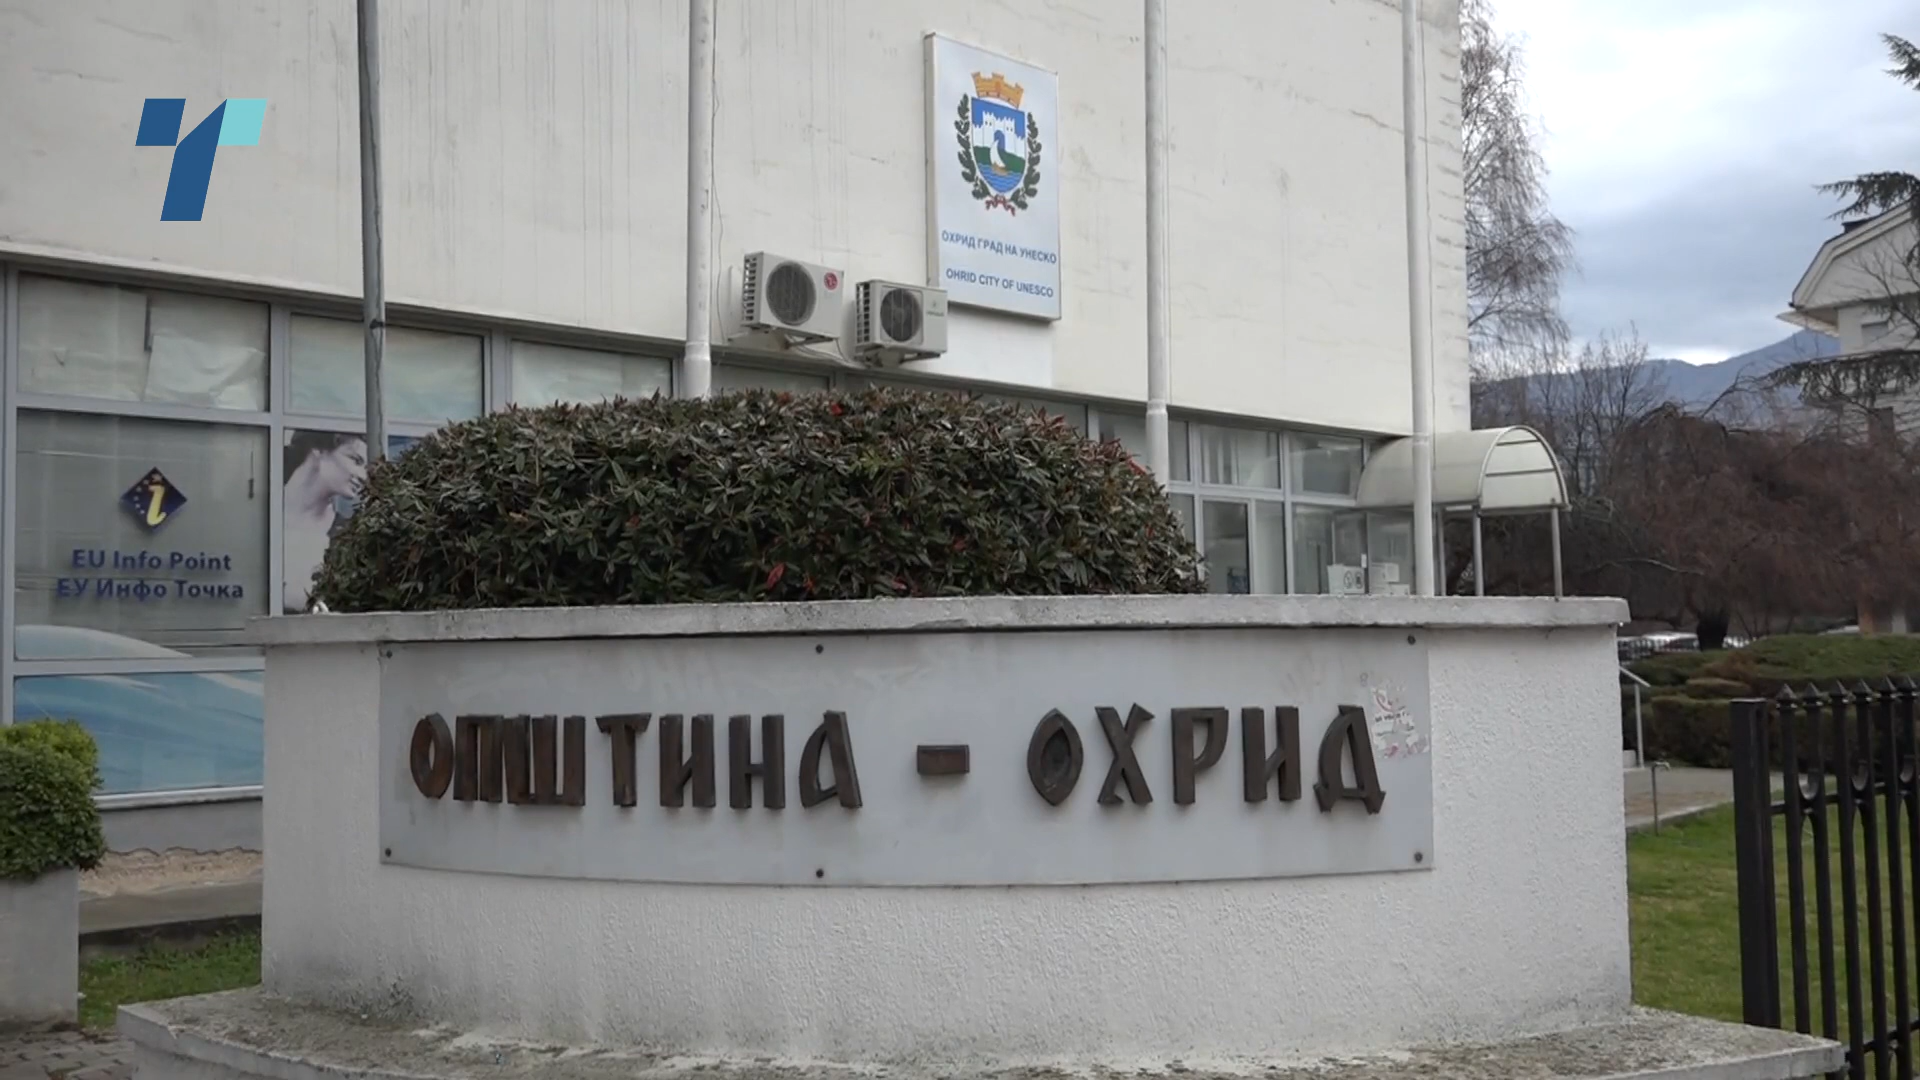 ОХРИД ГРАД НА УНЕСКО
OHRID CITY OF UNESCO
i
EU Info Point
ЕУ Инфо Точка
ОПШТИНА - ОХРИД